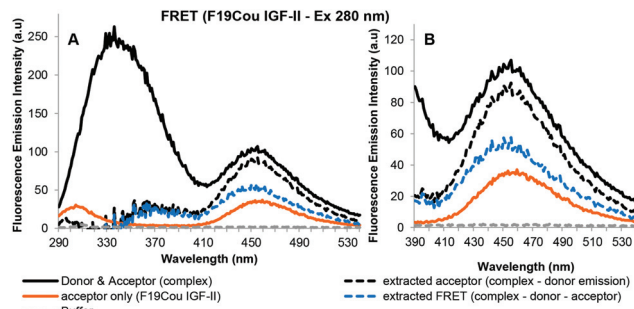 FRET (F19Cou IGF-II - Ex 280 nm)
A
B
Fluorescence Emission Intensity (a.u)
250
200
150
100
50
0
290 330 370 410 450 490 530
Wavelength (nm)
Fluorescence Emission Intensity (a.u)
120
100
80
60
40
20
0
390 410 430 450 470 490 510 530
Wavelength (nm)
Donor & Acceptor (complex)
acceptor only (F19Cou IGF-II)
extracted acceptor (complex - donor emission)
extracted FRET (complex - donor - acceptor)